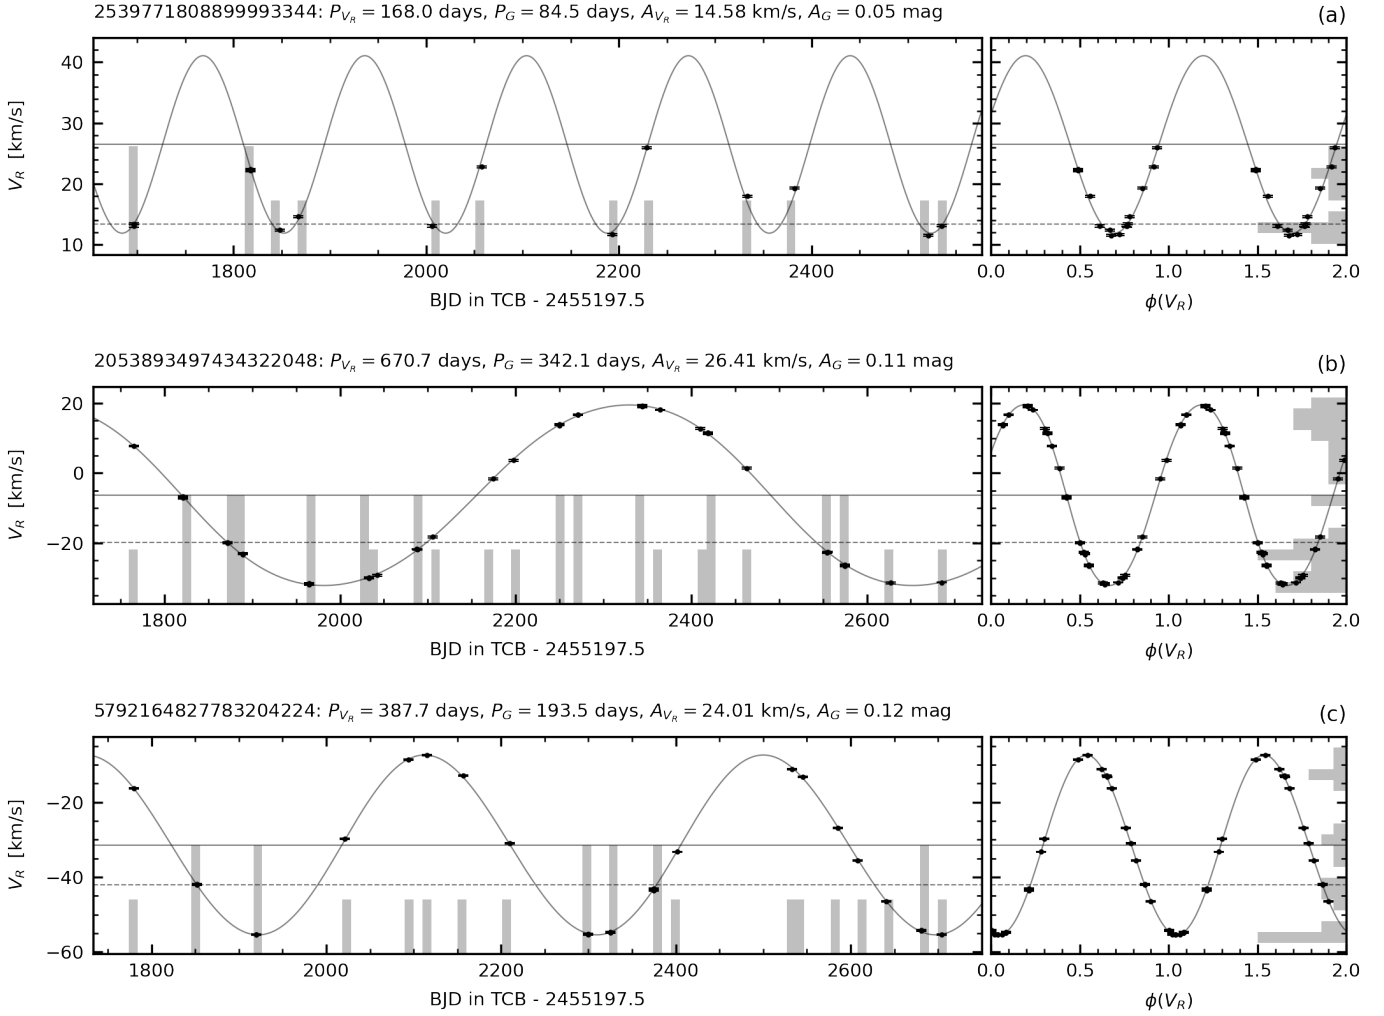 2539771808899993344: P_{V_R} = 168.0 days, P_G = 84.5 days, A_{V_R} = 14.58 km/s, A_G = 0.05 mag (a)
40
30
20
10
V_R [km/s]
1800 2000 2200 2400 0.0 0.5 1.0 1.5 2.0
BJD in TCB - 2455197.5 ϕ(V_R)
2053893497434322048: P_{V_R} = 670.7 days, P_G = 342.1 days, A_{V_R} = 26.41 km/s, A_G = 0.11 mag (b)
20
0
−20
V_R [km/s]
1800 2000 2200 2400 2600 0.0 0.5 1.0 1.5 2.0
BJD in TCB - 2455197.5 ϕ(V_R)
5792164827783204224: P_{V_R} = 387.7 days, P_G = 193.5 days, A_{V_R} = 24.01 km/s, A_G = 0.12 mag (c)
−20
−40
−60
V_R [km/s]
1800 2000 2200 2400 2600 0.0 0.5 1.0 1.5 2.0
BJD in TCB - 2455197.5 ϕ(V_R)